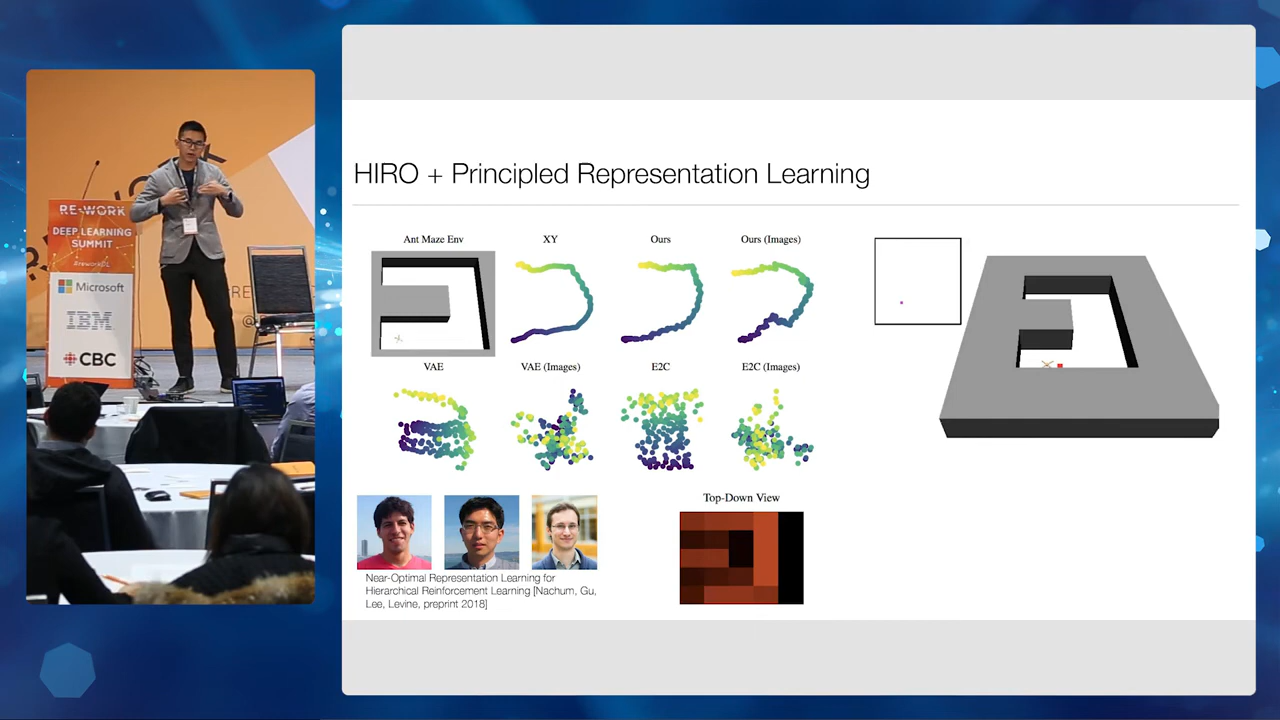 RE-WORK
DEEP LEARNING
SUMMIT
#reworkDL
Microsoft
IBM
CBC
HIRO + Principled Representation Learning
Ant Maze Env
XY
Ours
Ours (Images)
VAE
VAE (Images)
E2C
E2C (Images)
Near-Optimal Representation Learning for
Hierarchical Reinforcement Learning [Nachum, Gu,
Lee, Levine, preprint 2018]
Top-Down View